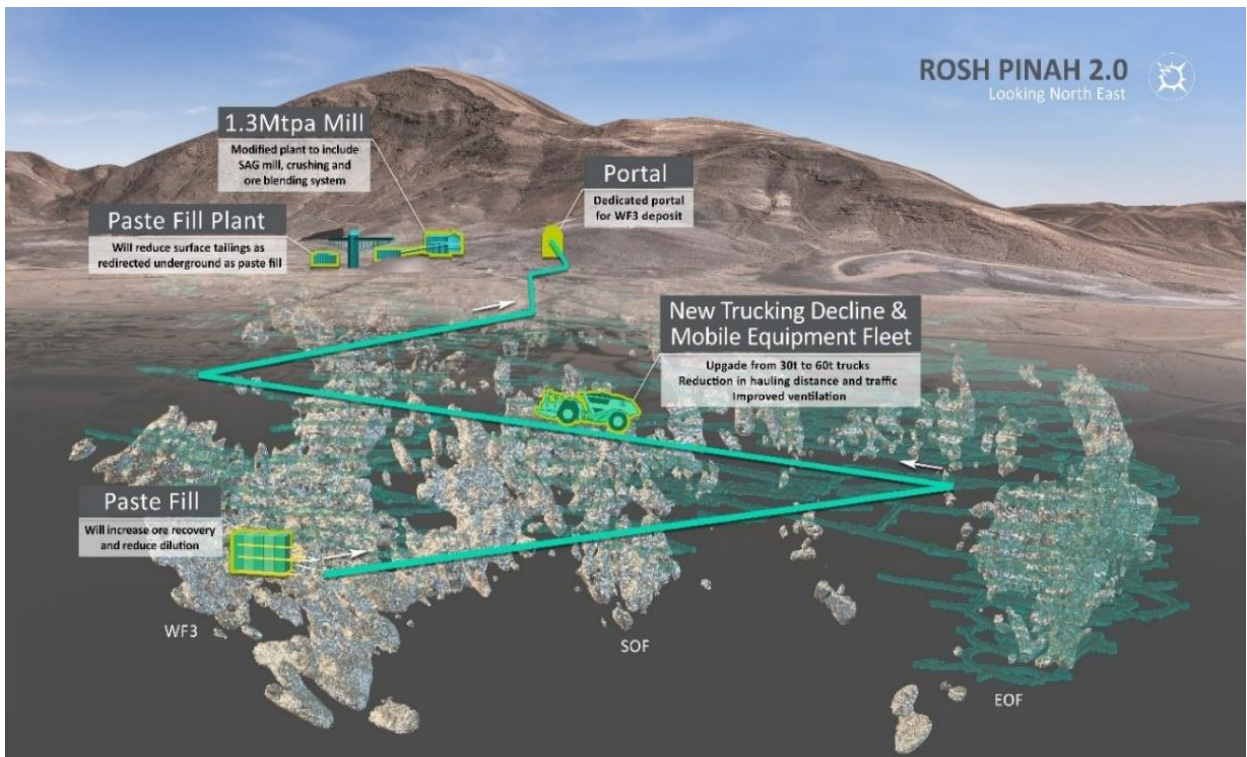 ROSH PINAH 2.0
Looking North East
1.3Mtpa Mill
Modified plant to include
SAG mill, crushing and
ore blending system
Portal
Dedicated portal
for WF3 deposit
Paste Fill Plant
Will reduce surface tailings as
redirected underground as paste fill
New Trucking Decline &
Mobile Equipment Fleet
Upgade from 30t to 60t trucks
Reduction in hauling distance and traffic
Improved ventilation
Paste Fill
Will increase ore recovery
and reduce dilution
WF3
SOF
EOF